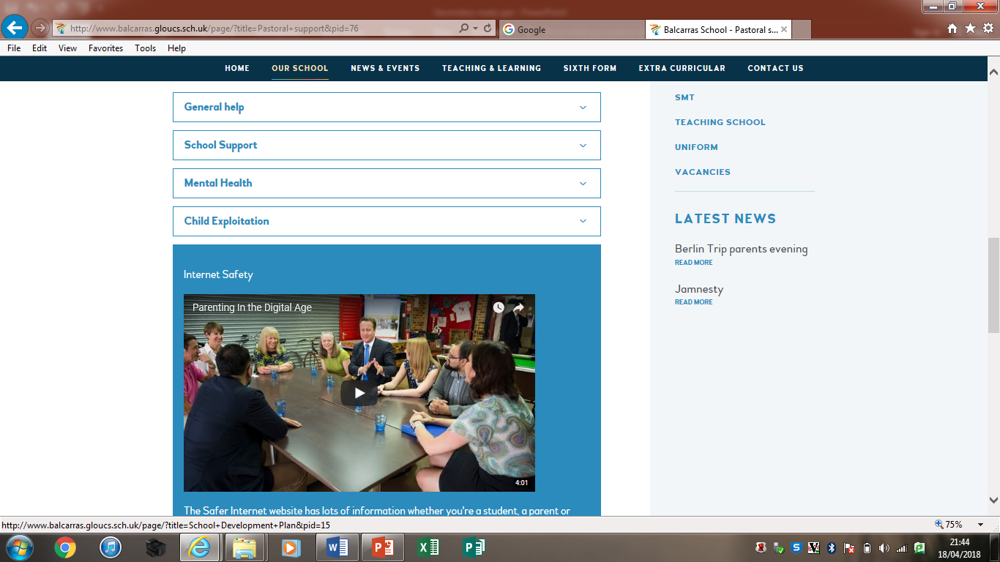 http://www.balcarras.gloucs.sch.uk/page/?title=Pastoral+support&pid=76
Google
Balcarras School - Pastoral s...
File Edit View Favorites Tools Help
HOME OUR SCHOOL NEWS & EVENTS TEACHING & LEARNING SIXTH FORM EXTRA CURRICULAR CONTACT US
General help
School Support
Mental Health
Child Exploitation
Internet Safety
Parenting In the Digital Age
4:01
The Safer Internet website has lots of information whether you're a student, a parent or
SMT
TEACHING SCHOOL
UNIFORM
VACANCIES
LATEST NEWS
Berlin Trip parents evening
READ MORE
Jamnesty
READ MORE
http://www.balcarras.gloucs.sch.uk/page/?title=School+Development+Plan&pid=15
75%
21:44
18/04/2018